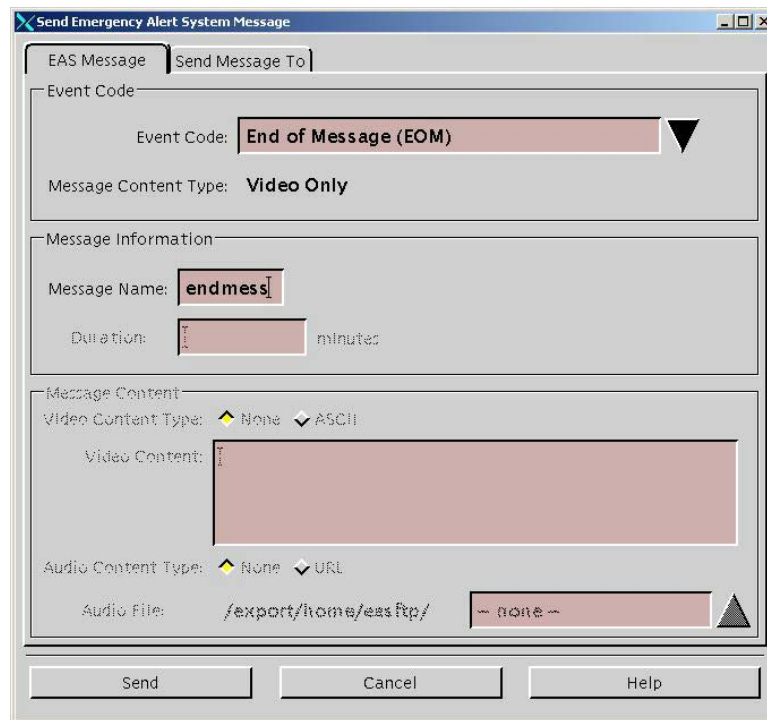 Send Emergency Alert System Message
EAS Message Send Message To
Event Code
Event Code: End of Message (EOM)
Message Content Type: Video Only
Message Information
Message Name: endmess
Duration: minutes
Message Content
Video Content Type: None ASCII
Video Content:
Audio Content Type: None URL
Audio File: /export/home/easftp/ -- none --
Send Cancel Help